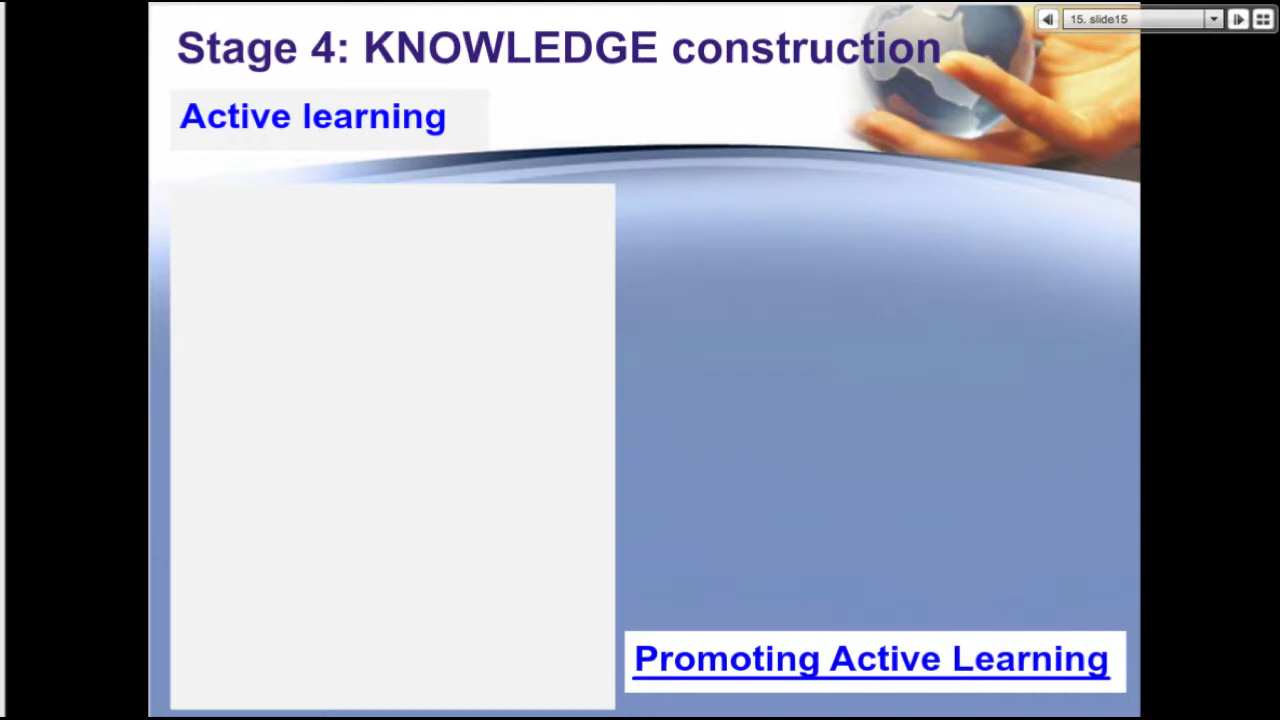 15. slide15
Stage 4: KNOWLEDGE construction
Active learning
Promoting Active Learning